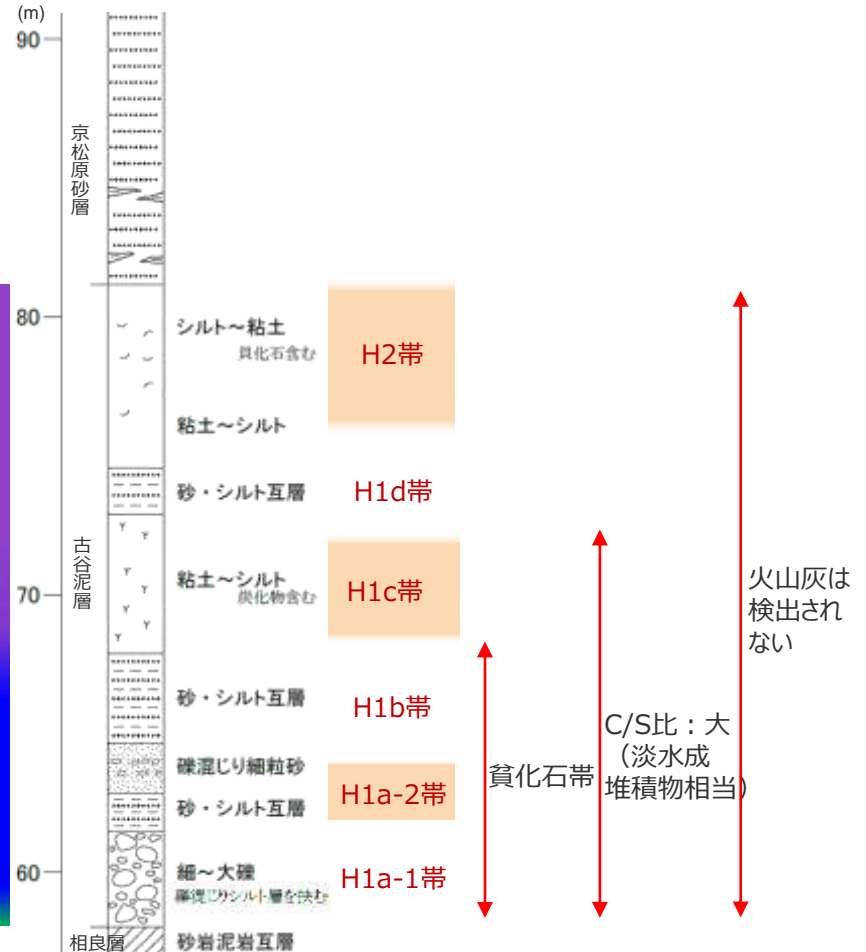 (m)
90
京松原砂層
80
シルト～粘土
貝化石含む
H2帯
粘土～シルト
砂・シルト互層
H1d帯
古谷泥層
70
粘土～シルト
炭化物含む
H1c帯
火山灰は
検出され
ない
砂・シルト互層
H1b帯
C/S比：大
（淡水成
堆積物相当）
貧化石帯
礫混じり細粒砂
H1a-2帯
砂・シルト互層
60
細～大礫
礫混じりシルト層を挟む
H1a-1帯
相良層
砂岩泥岩互層